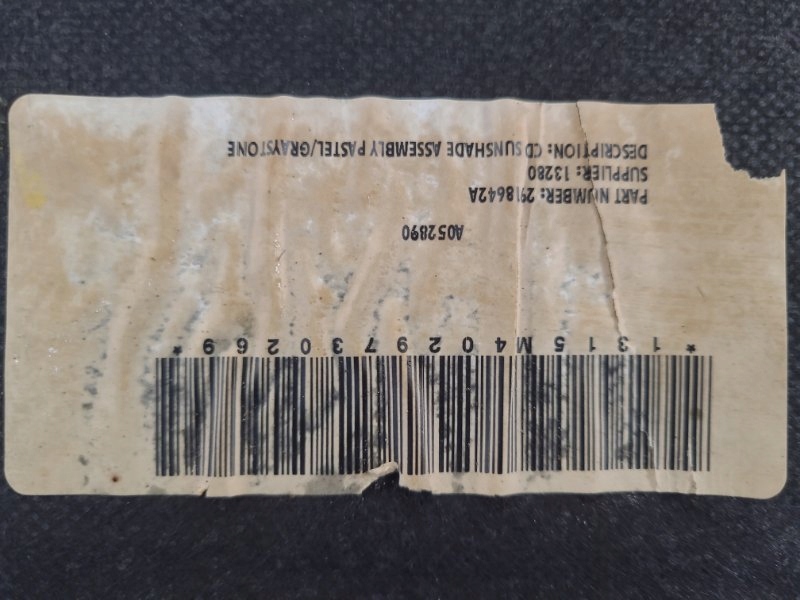 *1315M4029730269*
A052890
PART NUMBER: 2918642A
SUPPLIER: 13280
DESCRIPTION: CD SUNSHADE ASSEMBLY PASTEL/GRAYSTONE